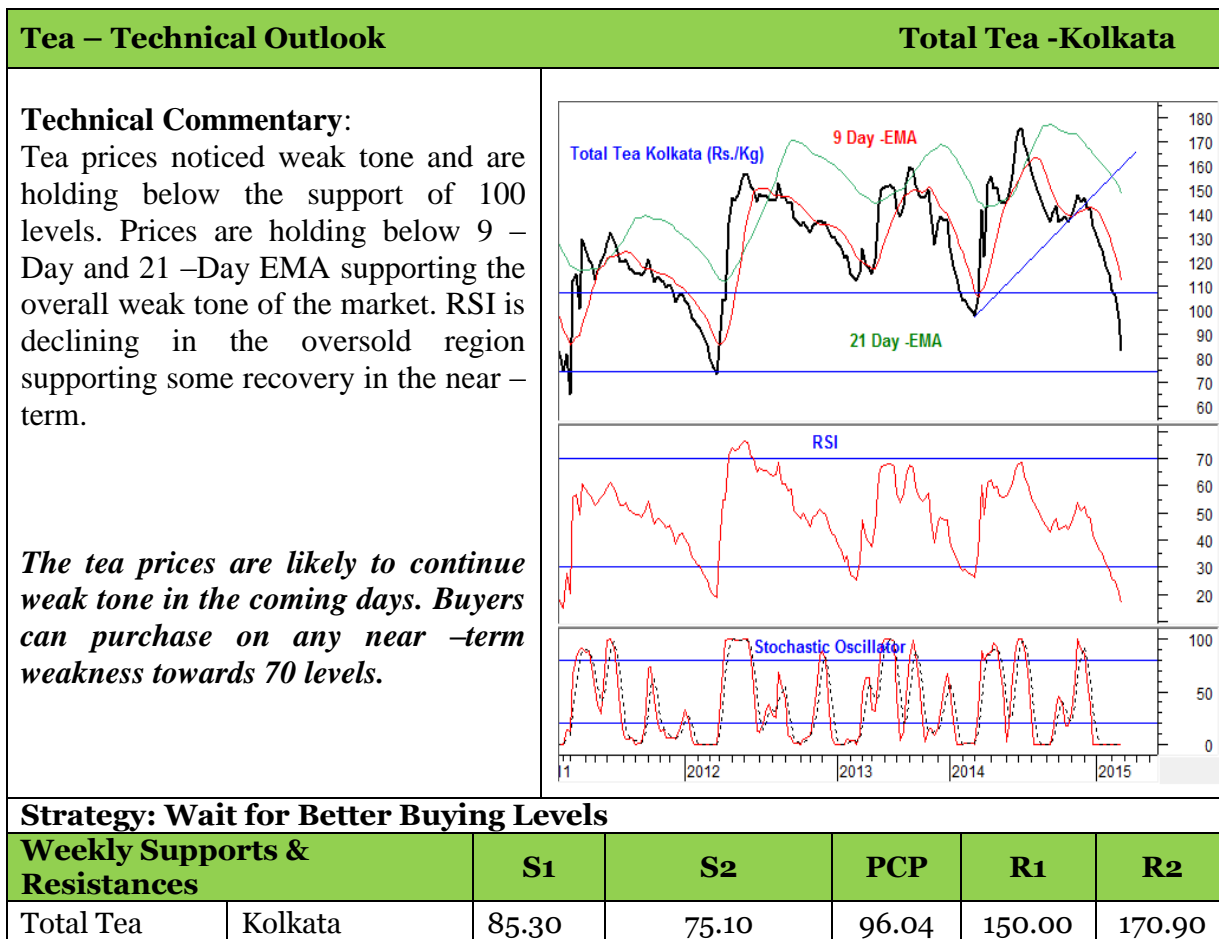 Tea – Technical Outlook Total Tea -Kolkata
Technical Commentary:
Tea prices noticed weak tone and are
holding below the support of 100
levels. Prices are holding below 9 –
Day and 21 –Day EMA supporting the
overall weak tone of the market. RSI is
declining in the oversold region
supporting some recovery in the near –
term.
The tea prices are likely to continue
weak tone in the coming days. Buyers
can purchase on any near –term
weakness towards 70 levels.
Total Tea Kolkata (Rs./Kg)
9 Day -EMA
21 Day -EMA
180
170
160
150
140
130
120
110
100
90
80
70
60
RSI
70
60
50
40
30
20
Stochastic Oscillator
100
50
0
11 2012 2013 2014 2015
Strategy: Wait for Better Buying Levels
Weekly Supports &
Resistances S1 S2 PCP R1 R2
Total Tea Kolkata 85.30 75.10 96.04 150.00 170.90